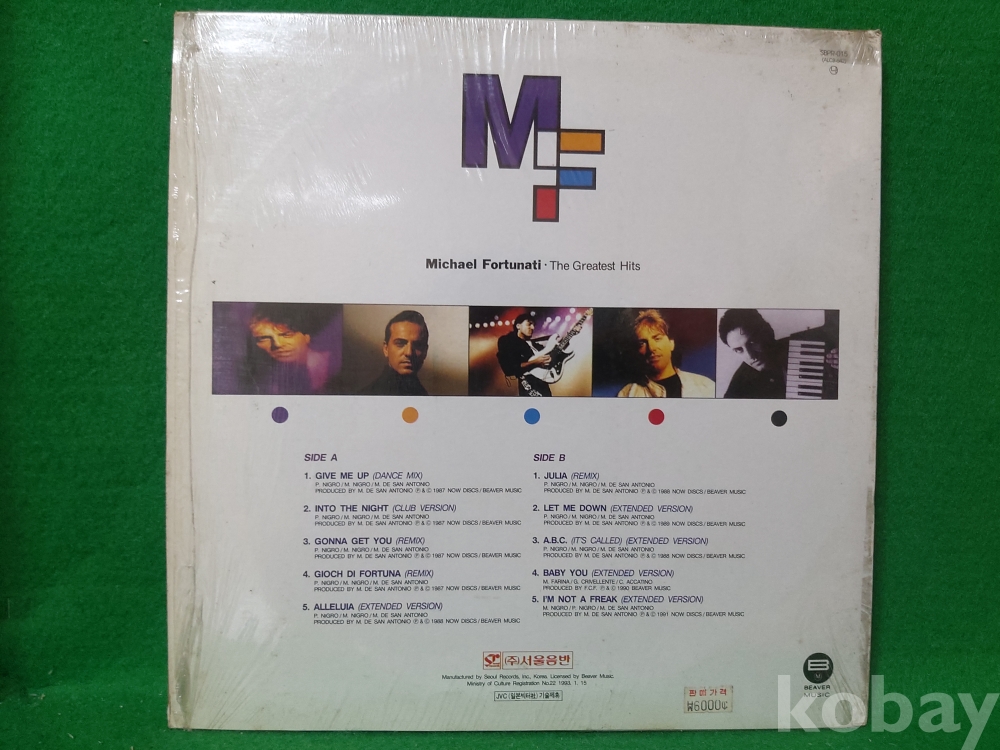 SBPR-015
9
MF
Michael Fortunati · The Greatest Hits
SIDE A
1. GIVE ME UP (DANCE MIX)
P. NIGRO / M. NIGRO / M. DE SAN ANTONIO
PRODUCED BY M. DE SAN ANTONIO ℗ & © 1987 NOW DISCS / BEAVER MUSIC
2. INTO THE NIGHT (CLUB VERSION)
P. NIGRO / M. NIGRO / M. DE SAN ANTONIO
PRODUCED BY M. DE SAN ANTONIO ℗ & © 1987 NOW DISCS / BEAVER MUSIC
3. GONNA GET YOU (REMIX)
P. NIGRO / M. NIGRO / M. DE SAN ANTONIO
PRODUCED BY M. DE SAN ANTONIO ℗ & © 1987 NOW DISCS / BEAVER MUSIC
4. GIOCH DI FORTUNA (REMIX)
P. NIGRO / M. NIGRO / M. DE SAN ANTONIO
PRODUCED BY M. DE SAN ANTONIO ℗ & © 1987 NOW DISCS / BEAVER MUSIC
5. ALLELUIA (EXTENDED VERSION)
P. NIGRO / M. NIGRO / M. DE SAN ANTONIO
PRODUCED BY M. DE SAN ANTONIO ℗ & © 1988 NOW DISCS / BEAVER MUSIC
SIDE B
1. JULIA (REMIX)
P. NIGRO / M. NIGRO / M. DE SAN ANTONIO
PRODUCED BY M. DE SAN ANTONIO ℗ & © 1988 NOW DISCS / BEAVER MUSIC
2. LET ME DOWN (EXTENDED VERSION)
P. NIGRO / M. NIGRO / M. DE SAN ANTONIO
PRODUCED BY M. DE SAN ANTONIO ℗ & © 1989 NOW DISCS / BEAVER MUSIC
3. A.B.C. (IT'S CALLED) (EXTENDED VERSION)
P. NIGRO / M. NIGRO / M. DE SAN ANTONIO
PRODUCED BY M. DE SAN ANTONIO ℗ & © 1988 NOW DISCS / BEAVER MUSIC
4. BABY YOU (EXTENDED VERSION)
M. FARINA / G. CRIVELLENTE / C. ACCATINO
PRODUCED BY F.C.F. ℗ & © 1990 BEAVER MUSIC
5. I'M NOT A FREAK (EXTENDED VERSION)
M. NIGRO / P. NIGRO / M. DE SAN ANTONIO
PRODUCED BY M. DE SAN ANTONIO ℗ & © 1991 NOW DISCS / BEAVER MUSIC
(주)서울음반
Manufactured by Seoul Records, Inc., Korea. Licensed by Beaver Music.
Ministry of Culture Registration No.22 1993. 1. 15
JVC (일본빅터社) 기술제휴
판매가격
₩6000
B
BEAVER
MUSIC
kobay